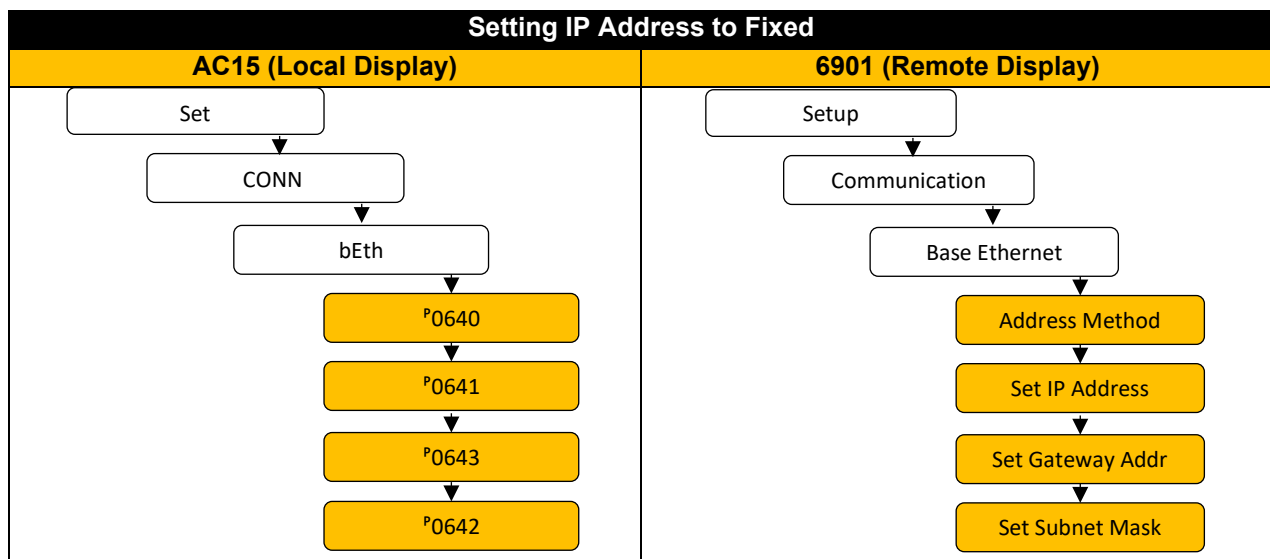 Setting IP Address to Fixed
AC15 (Local Display)
6901 (Remote Display)
Set
CONN
bEth
ᴾ0640
ᴾ0641
ᴾ0643
ᴾ0642
Setup
Communication
Base Ethernet
Address Method
Set IP Address
Set Gateway Addr
Set Subnet Mask